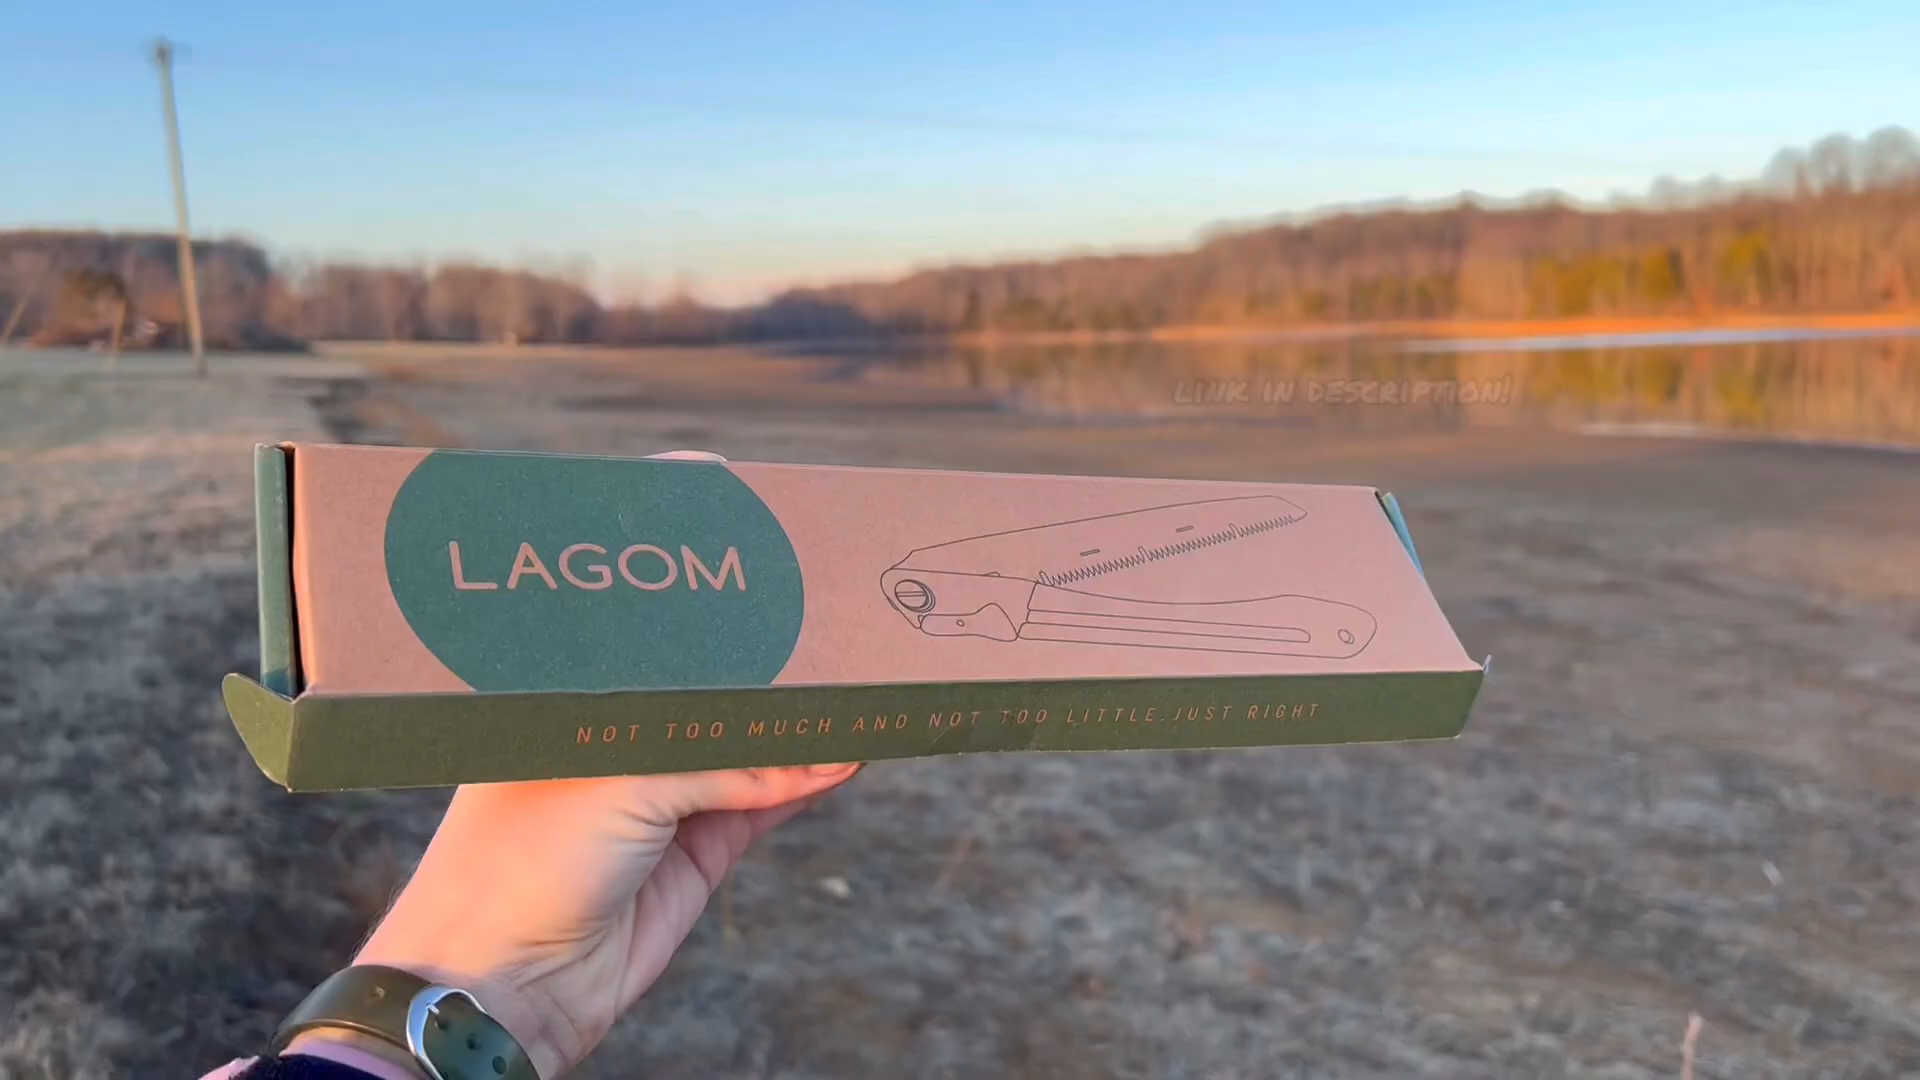 LINK IN DESCRIPTION!
LAGOM
NOT TOO MUCH AND NOT TOO LITTLE.JUST RIGHT